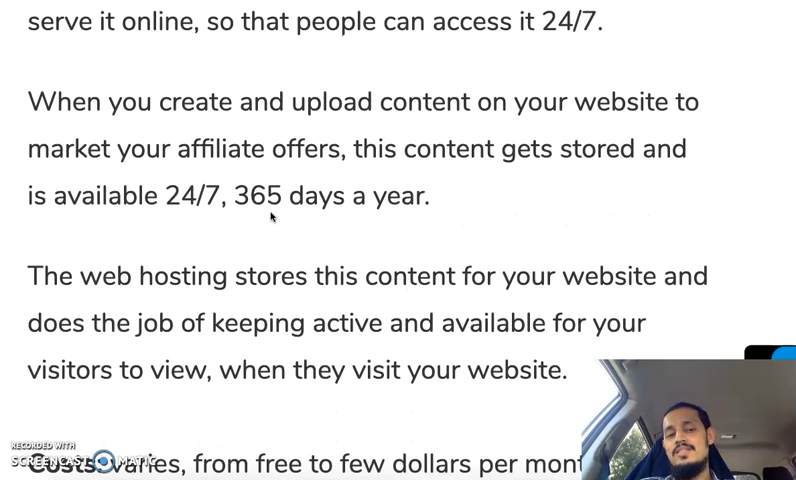 serve it online, so that people can access it 24/7.
When you create and upload content on your website to
market your affiliate offers, this content gets stored and
is available 24/7, 365 days a year.
The web hosting stores this content for your website and
does the job of keeping active and available for your
visitors to view, when they visit your website.
RECORDED WITH
SCREENCAST MATIC
Costs varies, from free to few dollars per mont